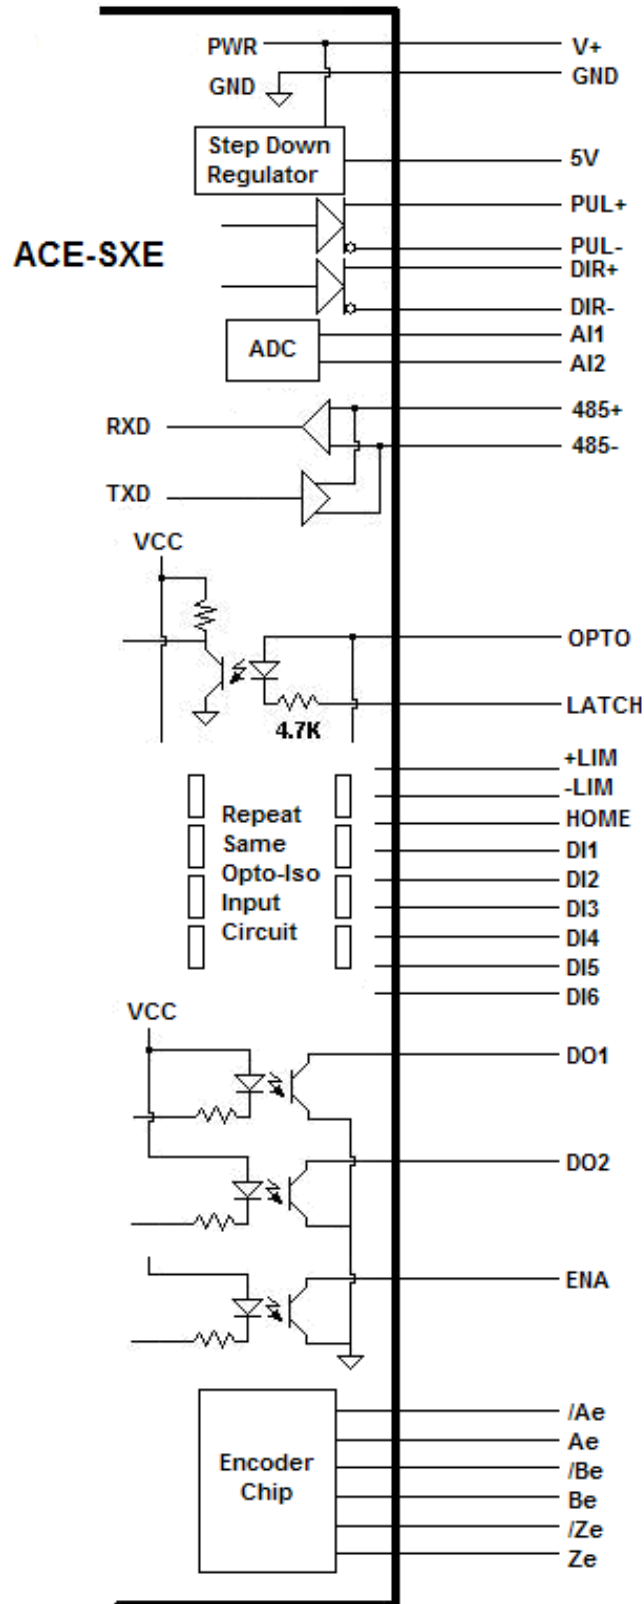 PWR
V+
GND
GND
Step Down
Regulator
5V
PUL+
ACE-SXE
PUL-
DIR+
DIR-
ADC
AI1
AI2
485+
RXD
485-
TXD
VCC
OPTO
LATCH
4.7K
+LIM
-LIM
Repeat
Same
Opto-Iso
Input
Circuit
HOME
DI1
DI2
DI3
DI4
DI5
DI6
VCC
DO1
DO2
ENA
Encoder
Chip
/Ae
Ae
/Be
Be
/Ze
Ze